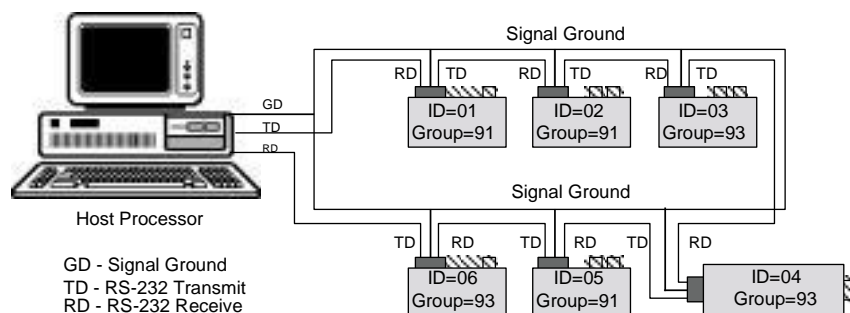 Signal Ground
RD TD RD TD RD TD
GD
TD
RD
ID=01
Group=91
ID=02
Group=91
ID=03
Group=93
Host Processor
Signal Ground
TD RD TD RD TD RD
ID=06
Group=93
ID=05
Group=91
ID=04
Group=93
GD - Signal Ground
TD - RS-232 Transmit
RD - RS-232 Receive